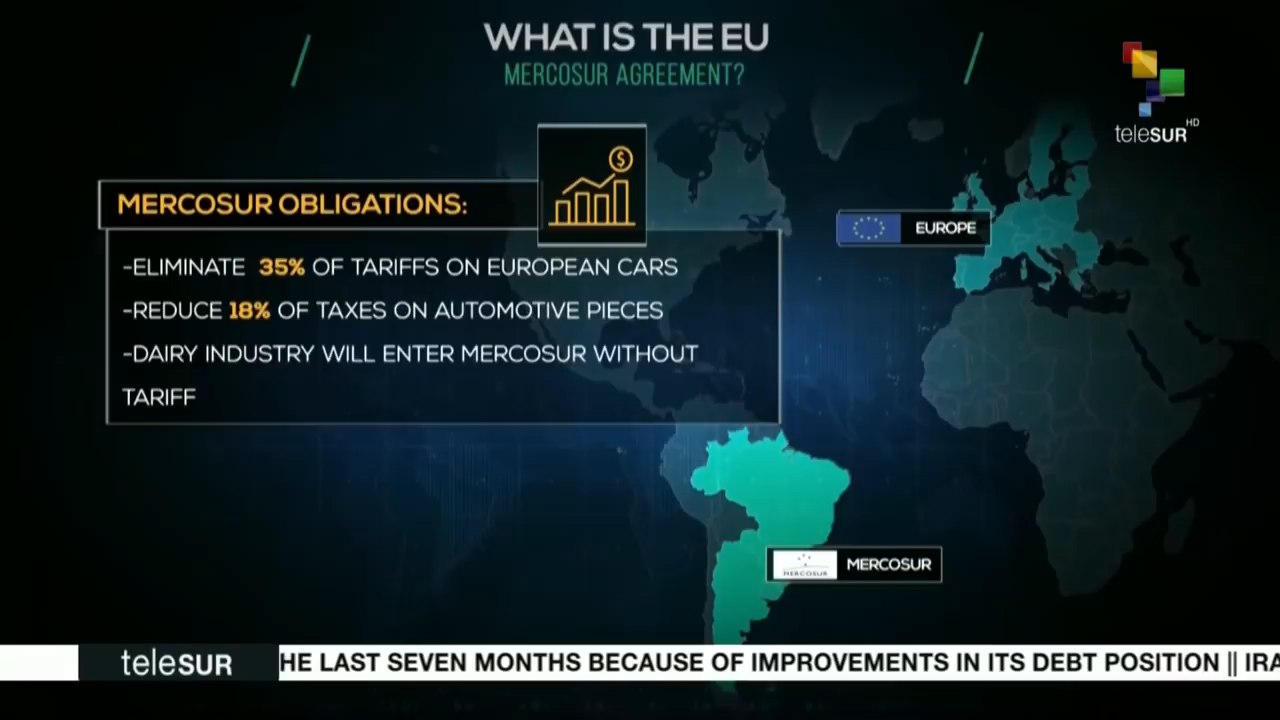 WHAT IS THE EU
MERCOSUR AGREEMENT?
teleSUR HD
MERCOSUR OBLIGATIONS:
$
-ELIMINATE 35% OF TARIFFS ON EUROPEAN CARS
-REDUCE 18% OF TAXES ON AUTOMOTIVE PIECES
-DAIRY INDUSTRY WILL ENTER MERCOSUR WITHOUT
TARIFF
EUROPE
MERCOSUR MERCOSUR
teleSUR HE LAST SEVEN MONTHS BECAUSE OF IMPROVEMENTS IN ITS DEBT POSITION || IRA